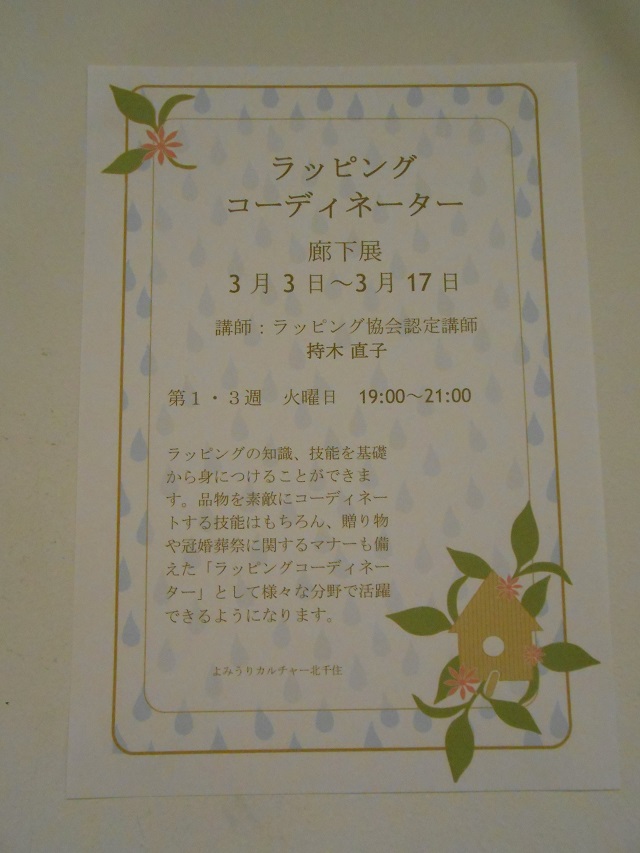 ラッピング
コーディネーター
廊下展
3月3日～3月17日
講師：ラッピング協会認定講師
持木 直子
第１・３週　火曜日　19:00～21:00
ラッピングの知識、技能を基礎
から身につけることができま
す。品物を素敵にコーディネー
トする技能はもちろん、贈り物
や冠婚葬祭に関するマナーも備
えた「ラッピングコーディネー
ター」として様々な分野で活躍
できるようになります。
よみうりカルチャー北千住